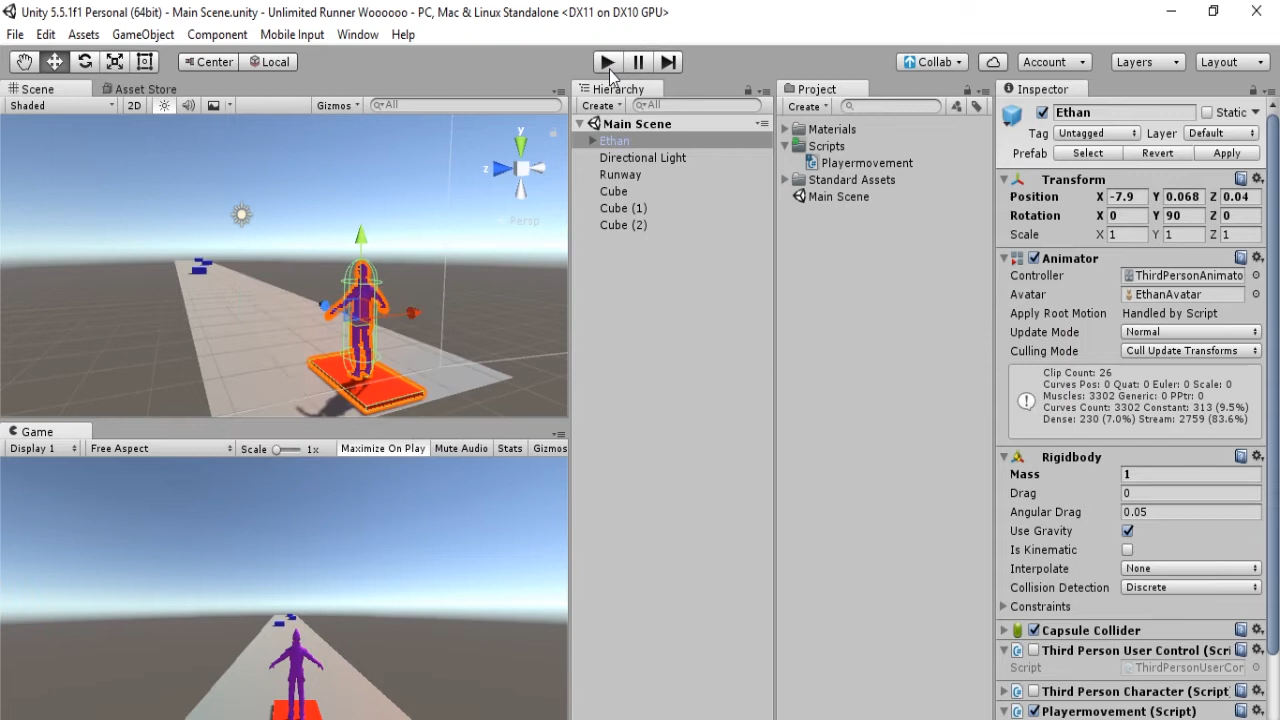 Unity 5.5.1f1 Personal (64bit) - Main Scene.unity - Unlimited Runner Woooooo - PC, Mac & Linux Standalone <DX11 on DX10 GPU>
File Edit Assets GameObject Component Mobile Input Window Help
Center Local Collab Account Layers Layout
Scene Asset Store
Shaded 2D Gizmos All
y
z
Persp
Hierarchy
Create All
Main Scene
Ethan
Directional Light
Runway
Cube
Cube (1)
Cube (2)
Project
Create
Materials
Scripts
Playermovement
Standard Assets
Main Scene
Inspector
Ethan Static
Tag Untagged Layer Default
Prefab Select Revert Apply
Transform
Position X -7.9 Y 0.068 Z 0.04
Rotation X 0 Y 90 Z 0
Scale X 1 Y 1 Z 1
Animator
Controller ThirdPersonAnimato
Avatar EthanAvatar
Apply Root Motion Handled by Script
Update Mode Normal
Culling Mode Cull Update Transforms
Clip Count: 26
Curves Pos: 0 Quat: 0 Euler: 0 Scale: 0
Muscles: 3302 Generic: 0 PPtr: 0
Curves Count: 3302 Constant: 313 (9.5%)
Dense: 230 (7.0%) Stream: 2759 (83.6%)
Rigidbody
Mass 1
Drag 0
Angular Drag 0.05
Use Gravity
Is Kinematic
Interpolate None
Collision Detection Discrete
Constraints
Capsule Collider
Third Person User Control (Scri
Script ThirdPersonUserCor
Third Person Character (Script
Playermovement (Script)
Game
Display 1 Free Aspect Scale 1x Maximize On Play Mute Audio Stats Gizmos